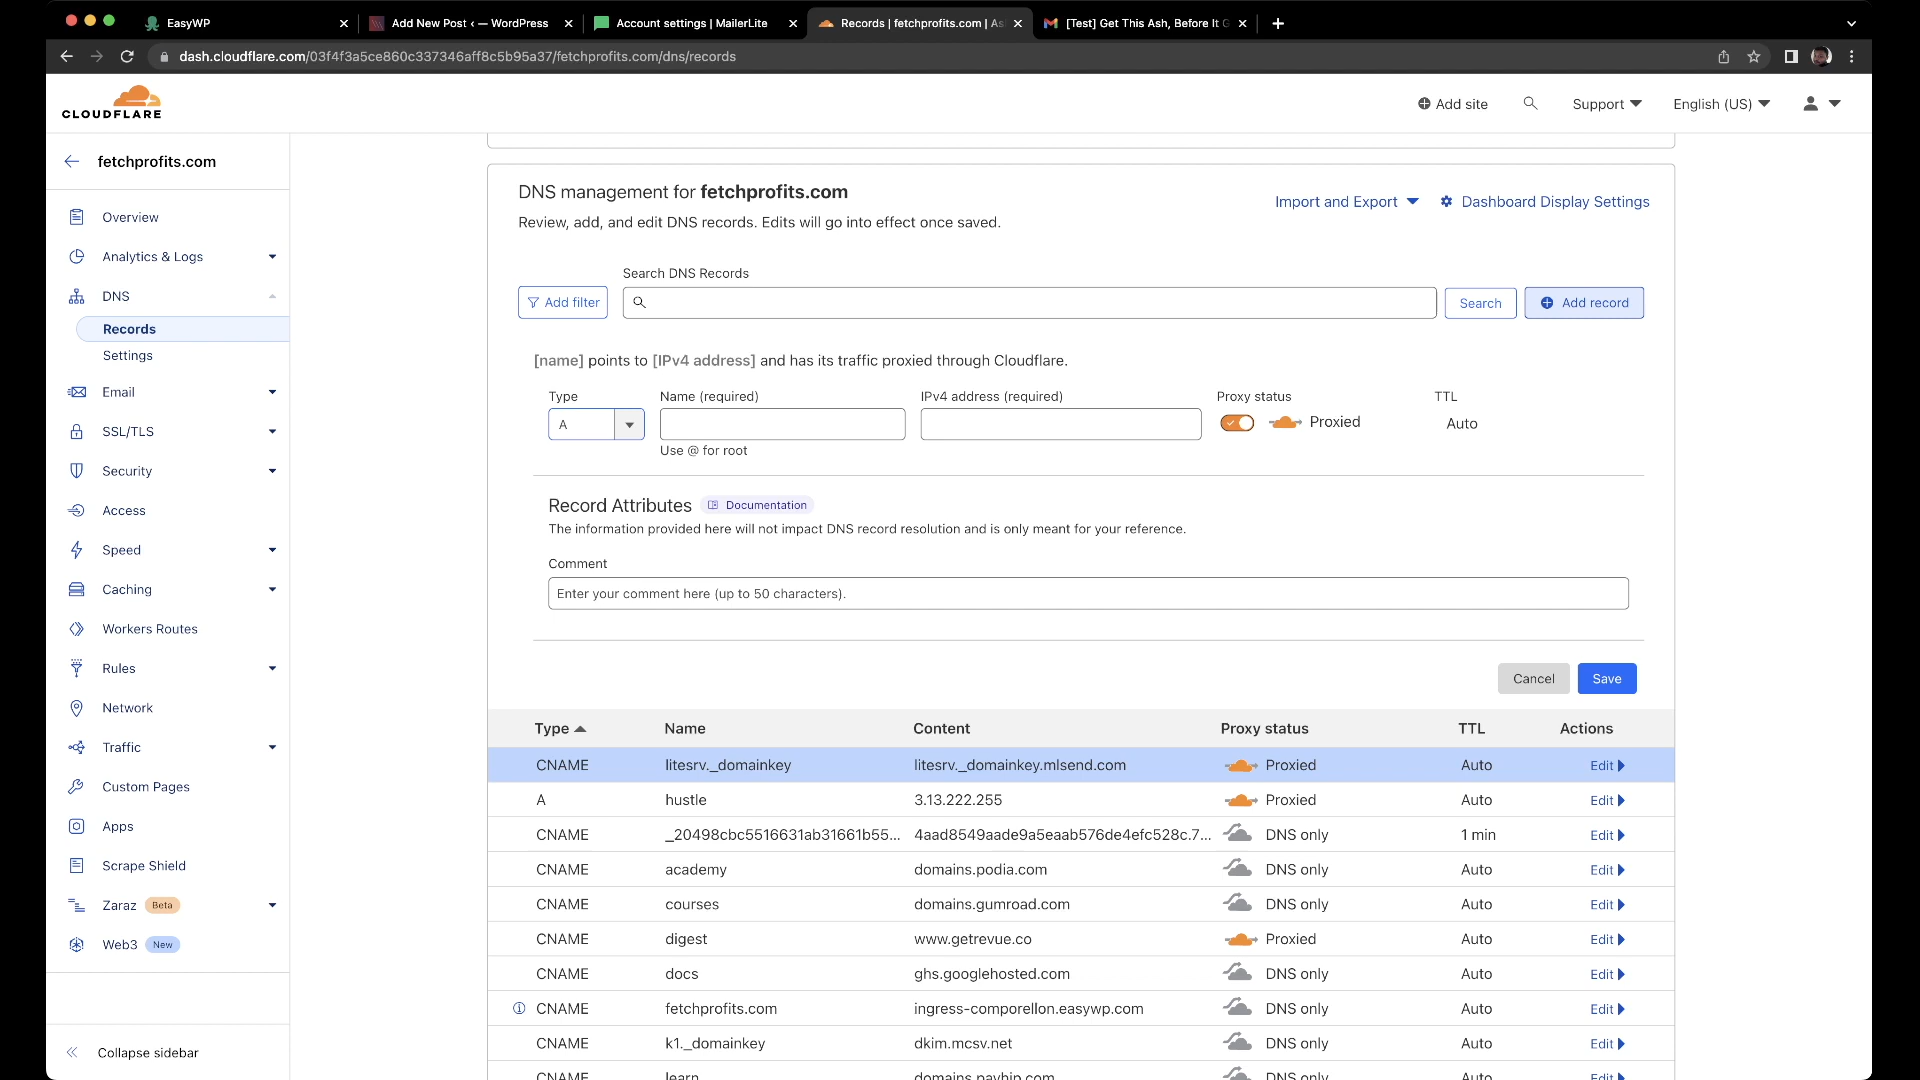 EasyWP
Add New Post ‹ — WordPress
Account settings | MailerLite
Records | fetchprofits.com | As
[Test] Get This Ash, Before It G
dash.cloudflare.com/03f4f3a5ce860c337346aff8c5b95a37/fetchprofits.com/dns/records
CLOUDFLARE
Add site
Support
English (US)
fetchprofits.com
Overview
Analytics & Logs
DNS
Records
Settings
Email
SSL/TLS
Security
Access
Speed
Caching
Workers Routes
Rules
Network
Traffic
Custom Pages
Apps
Scrape Shield
Zaraz Beta
Web3 New
Collapse sidebar
DNS management for fetchprofits.com
Review, add, and edit DNS records. Edits will go into effect once saved.
Import and Export
Dashboard Display Settings
Search DNS Records
Add filter
Search
Add record
[name] points to [IPv4 address] and has its traffic proxied through Cloudflare.
Type Name (required) IPv4 address (required) Proxy status TTL
A Proxied Auto
Use @ for root
Record Attributes Documentation
The information provided here will not impact DNS record resolution and is only meant for your reference.
Comment
Enter your comment here (up to 50 characters).
Cancel Save
Type Name Content Proxy status TTL Actions
CNAME litesrv._domainkey litesrv._domainkey.mlsend.com Proxied Auto Edit
A hustle 3.13.222.255 Proxied Auto Edit
CNAME _20498cbc5516631ab31661b55... 4aad8549aade9a5eaab576de4efc528c.7... DNS only 1 min Edit
CNAME academy domains.podia.com DNS only Auto Edit
CNAME courses domains.gumroad.com DNS only Auto Edit
CNAME digest www.getrevue.co Proxied Auto Edit
CNAME docs ghs.googlehosted.com DNS only Auto Edit
CNAME fetchprofits.com ingress-comporellon.easywp.com DNS only Auto Edit
CNAME k1._domainkey dkim.mcsv.net DNS only Auto Edit
CNAME learn domains.payhip.com DNS only Auto Edit